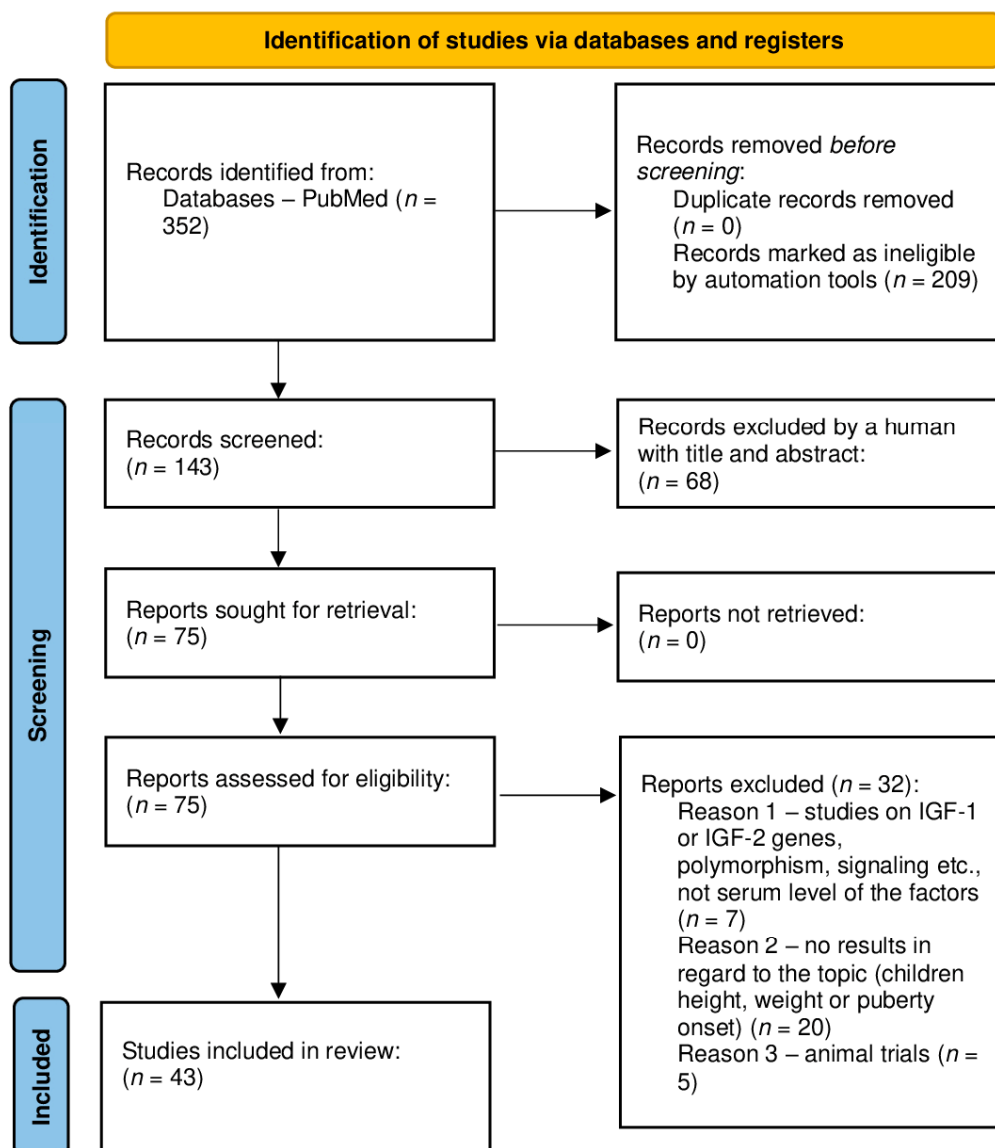 Identification of studies via databases and registers
Identification
Records identified from:
Databases – PubMed (n =
352)
Records removed before
screening:
Duplicate records removed
(n = 0)
Records marked as ineligible
by automation tools (n = 209)
Screening
Records screened:
(n = 143)
Records excluded by a human
with title and abstract:
(n = 68)
Reports sought for retrieval:
(n = 75)
Reports not retrieved:
(n = 0)
Reports assessed for eligibility:
(n = 75)
Reports excluded (n = 32):
Reason 1 – studies on IGF-1
or IGF-2 genes,
polymorphism, signaling etc.,
not serum level of the factors
(n = 7)
Reason 2 – no results in
regard to the topic (children
height, weight or puberty
onset) (n = 20)
Reason 3 – animal trials (n =
5)
Included
Studies included in review:
(n = 43)